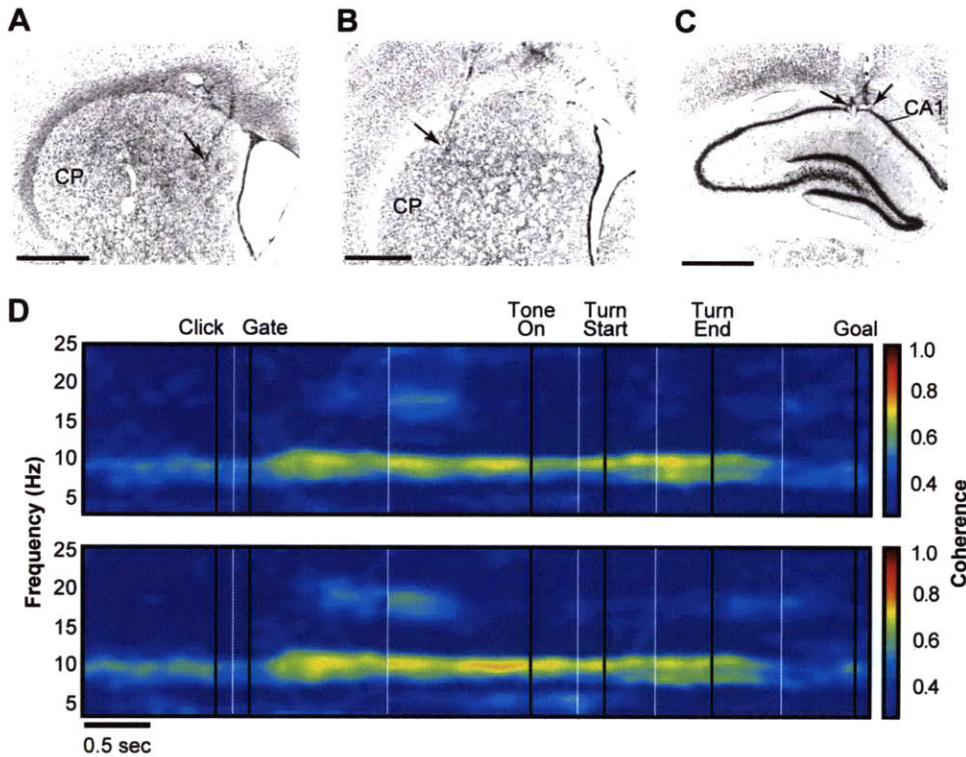 A
B
C
CP
CP
CA1
D
Click Gate Tone On Turn Start Turn End Goal
25
20
15
10
5
1.0
0.8
0.6
0.4
25
20
15
10
5
1.0
0.8
0.6
0.4
Frequency (Hz)
Coherence
0.5 sec